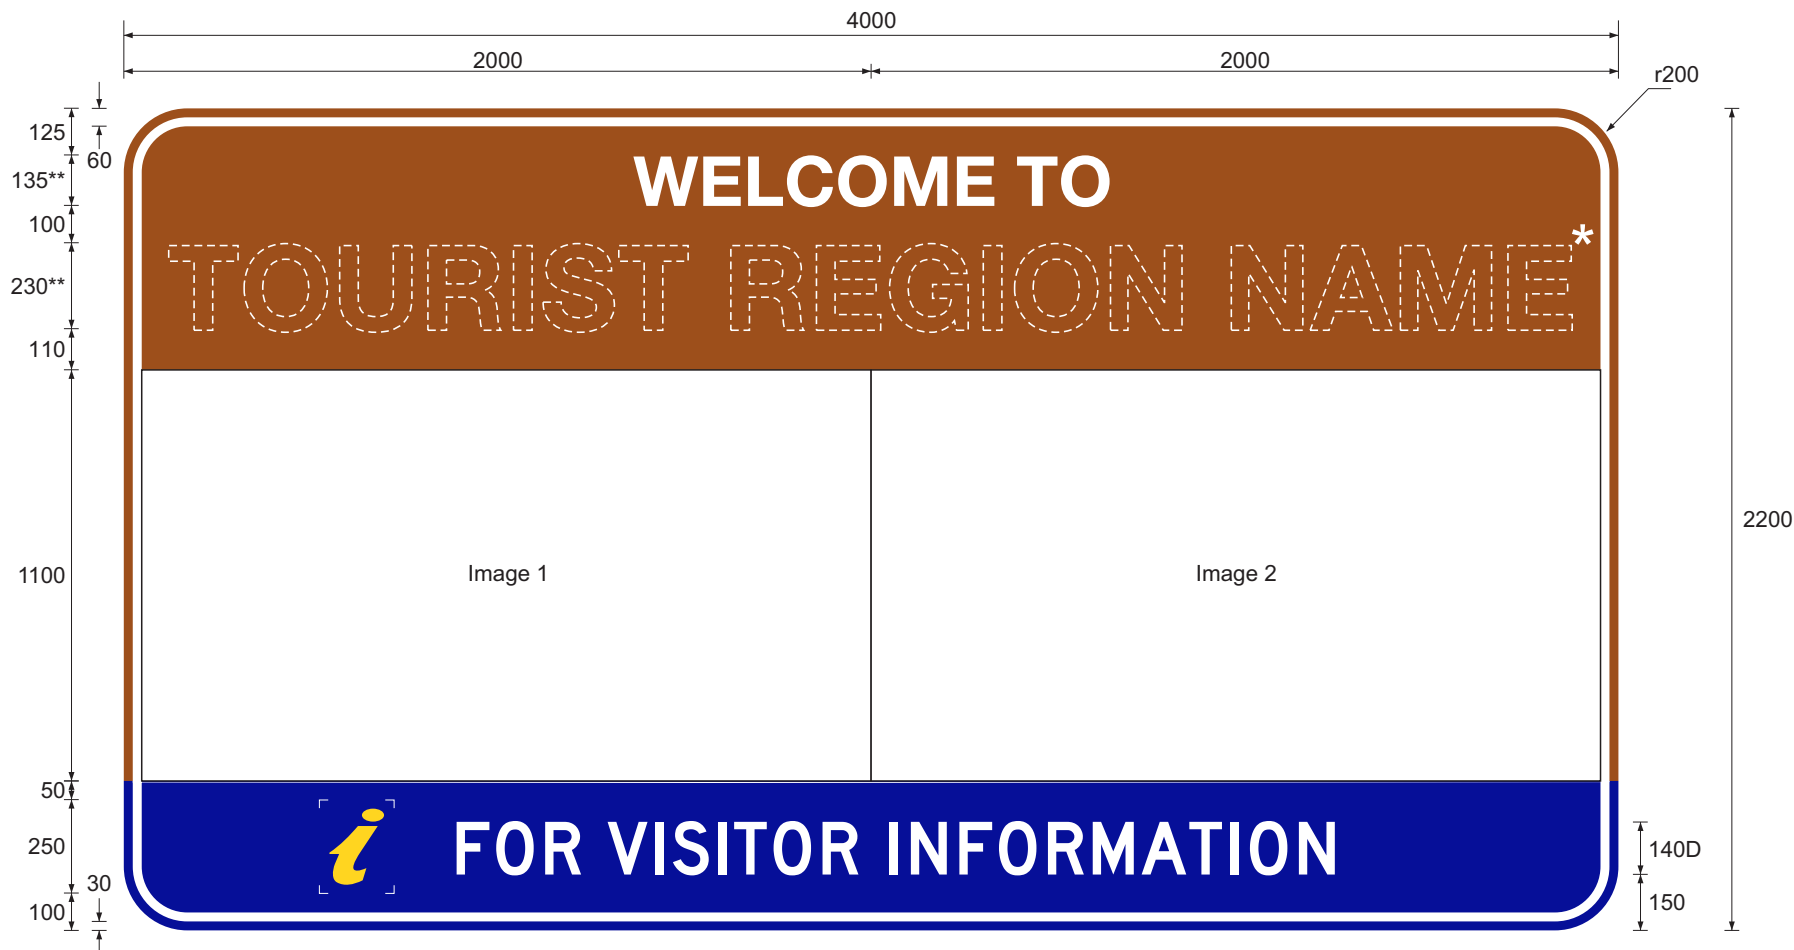 4000
2000 2000
r200
125
60
135**
WELCOME TO
100
TOURIST REGION NAME*
230**
110
2200
1100
Image 1 Image 2
50
i FOR VISITOR INFORMATION
250
140D
30
100
150